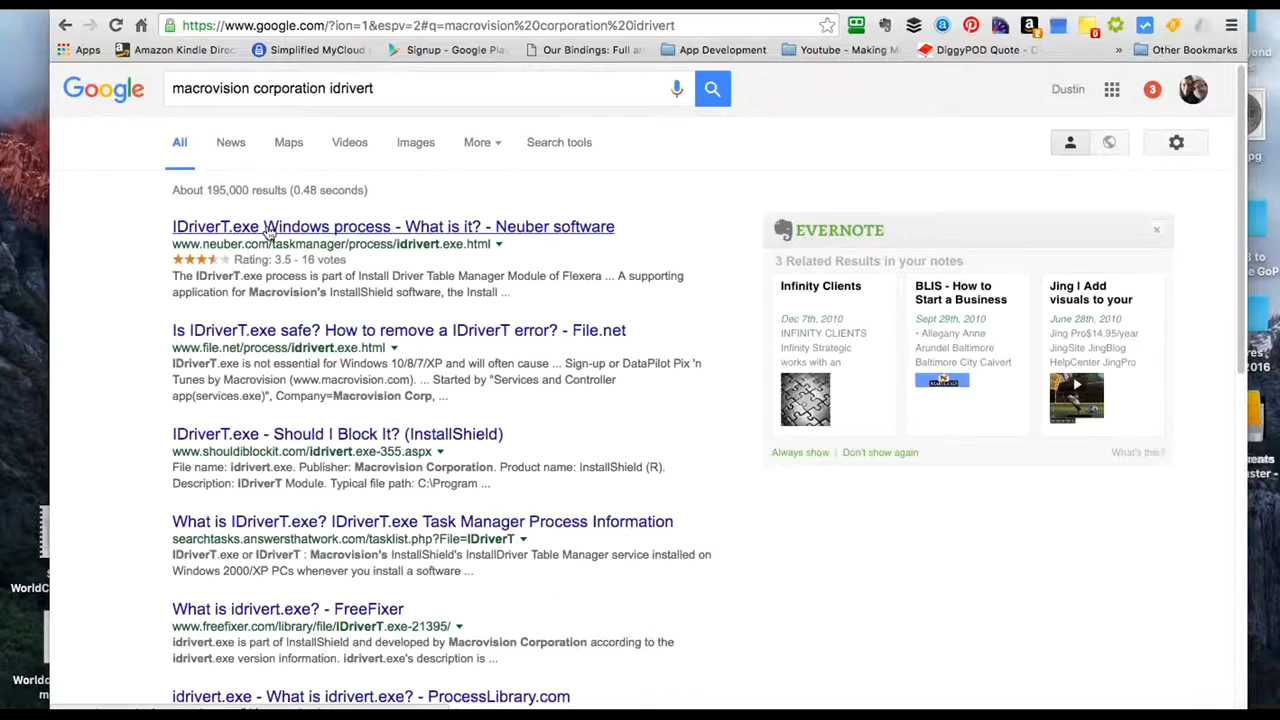 https://www.google.com/?ion=1&espv=2#q=macrovision%20corporation%20idrivert
Apps Amazon Kindle Direc Simplified MyCloud Signup - Google Play Our Bindings: Full an App Development Youtube - Making M DiggyPOD Quote - D » Other Bookmarks
Google macrovision corporation idrivert Dustin 3
All News Maps Videos Images More Search tools
About 195,000 results (0.48 seconds)
IDriverT.exe Windows process - What is it? - Neuber software
www.neuber.com/taskmanager/process/idrivert.exe.html
Rating: 3.5 - 16 votes
The IDriverT.exe process is part of Install Driver Table Manager Module of Flexera ... A supporting
application for Macrovision's InstallShield software, the Install ...
Is IDriverT.exe safe? How to remove a IDriverT error? - File.net
www.file.net/process/idrivert.exe.html
IDriverT.exe is not essential for Windows 10/8/7/XP and will often cause ... Sign-up or DataPilot Pix 'n
Tunes by Macrovision (www.macrovision.com). ... Started by "Services and Controller
app(services.exe)", Company=Macrovision Corp, ...
IDriverT.exe - Should I Block It? (InstallShield)
www.shouldiblockit.com/idrivert.exe-355.aspx
File name: idrivert.exe. Publisher: Macrovision Corporation. Product name: InstallShield (R).
Description: IDriverT Module. Typical file path: C:\Program ...
What is IDriverT.exe? IDriverT.exe Task Manager Process Information
searchtasks.answersthatwork.com/tasklist.php?File=IDriverT
IDriverT.exe or IDriverT : Macrovision's InstallShield's InstallDriver Table Manager service installed on
Windows 2000/XP PCs whenever you install a software ...
What is idrivert.exe? - FreeFixer
www.freefixer.com/library/file/IDriverT.exe-21395/
idrivert.exe is part of InstallShield and developed by Macrovision Corporation according to the
idrivert.exe version information. idrivert.exe's description is ...
idrivert.exe - What is idrivert.exe? - ProcessLibrary.com
EVERNOTE ×
3 Related Results in your notes
Infinity Clients
Dec 7th, 2010
INFINITY CLIENTS
Infinity Strategic
works with an
BLIS - How to
Start a Business
Sept 29th, 2010
• Allegany Anne
Arundel Baltimore
Baltimore City Calvert
Jing I Add
visuals to your
June 28th, 2010
Jing Pro$14.95/year
JingSite JingBlog
HelpCenter JingPro
Always show | Don't show again What's this?
WorldC
World
m
jpg
3 to
e GoP
res
2016
ments
uster -